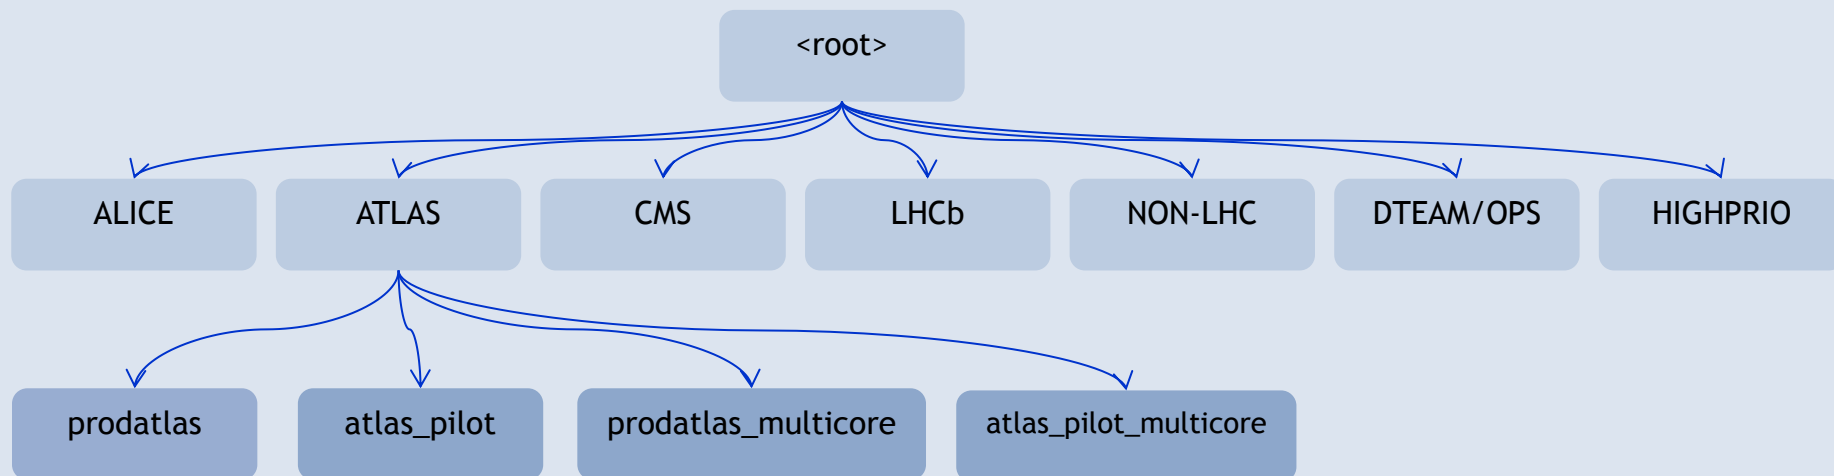 <root>
ALICE
ATLAS
CMS
LHCb
NON-LHC
DTEAM/OPS
HIGHPRIO
prodatlas
atlas_pilot
prodatlas_multicore
atlas_pilot_multicore